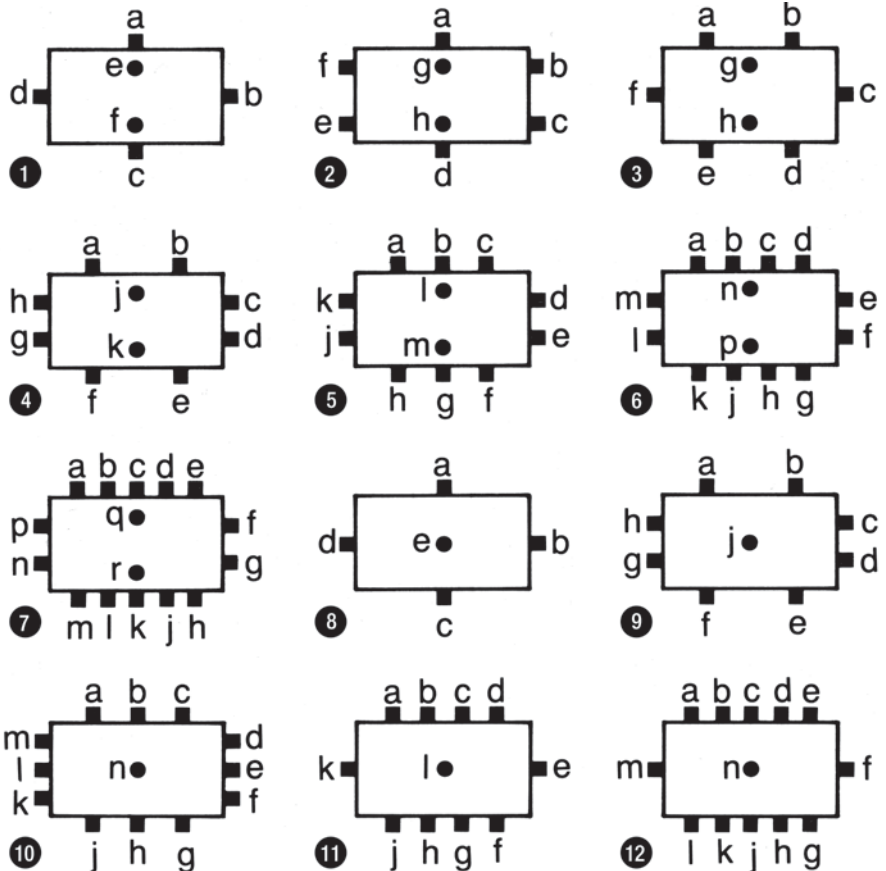 a
d e b
f
1 c
a
f g b
e h c
2 d
a b
f g c
h
3 e d
a b
h j c
g k d
4 f e
a b c
k l d
j m e
5 h g f
a b c d
m n e
l p f
6 k j h g
a b c d e
p q f
n r g
7 m l k j h
a
d e b
8 c
a b
h c
j
g d
9 f e
a b c
m d
l n e
k f
10 j h g
a b c d
k l e
11 j h g f
a b c d e
m n f
12 l k j h g